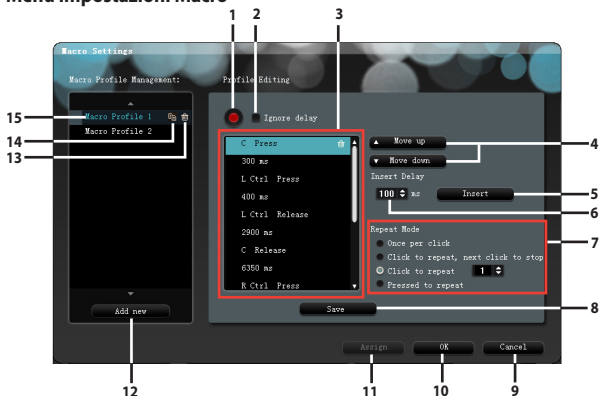 Menu Impostazioni Macro
1 2 3
Macro Settings
Macro Profile Management:
Profile Editing
Ignore delay
15
14
13
Macro Profile 1
Macro Profile 2
C Press
300 ms
L Ctrl Press
400 ms
L Ctrl Release
2900 ms
C Release
6350 ms
R Ctrl Press
Move up
Move down
4
Insert Delay
100 ms
Insert
5
6
Repeat Mode
7
Once per click
Click to repeat, next click to stop
Click to repeat 1
Pressed to repeat
Add new
Save
8
Assign
OK
Cancel
12 11 10 9